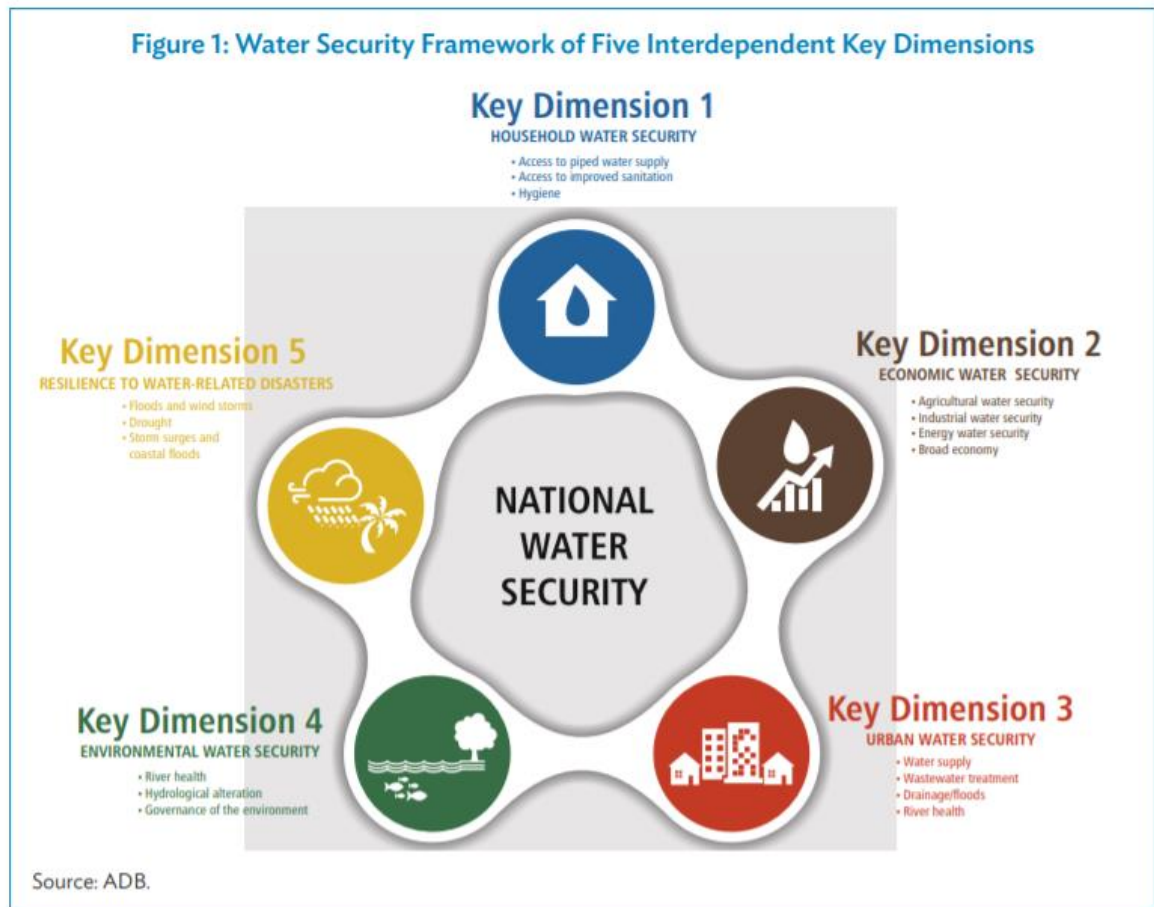 Figure 1: Water Security Framework of Five Interdependent Key Dimensions
Key Dimension 1
HOUSEHOLD WATER SECURITY
• Access to piped water supply
• Access to improved sanitation
• Hygiene
Key Dimension 2
ECONOMIC WATER SECURITY
• Agricultural water security
• Industrial water security
• Energy water security
• Broad economy
Key Dimension 5
RESILIENCE TO WATER-RELATED DISASTERS
• Floods and wind storms
• Drought
• Storm surges and
coastal floods
NATIONAL
WATER
SECURITY
Key Dimension 4
ENVIRONMENTAL WATER SECURITY
• River health
• Hydrological alteration
• Governance of the environment
Key Dimension 3
URBAN WATER SECURITY
• Water supply
• Wastewater treatment
• Drainage/floods
• River health
Source: ADB.